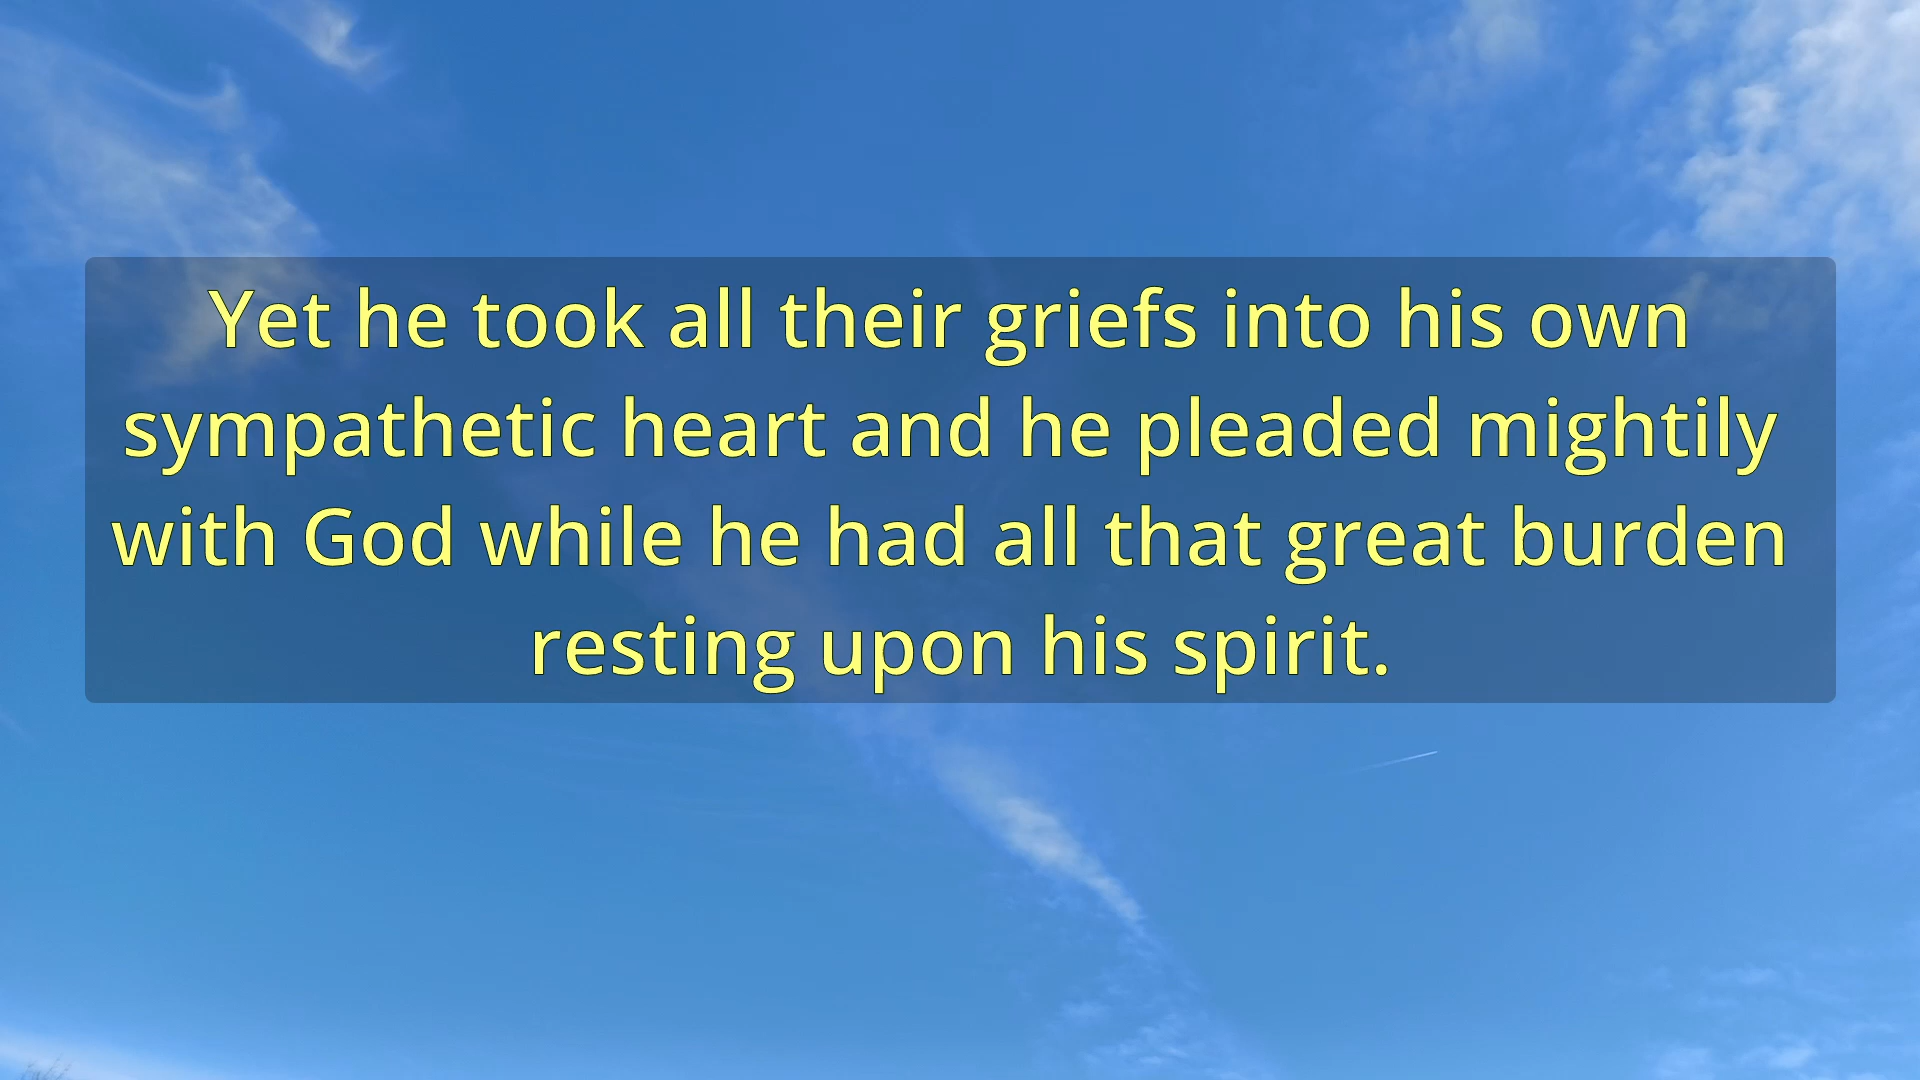 Yet he took all their griefs into his own
sympathetic heart and he pleaded mightily
with God while he had all that great burden
resting upon his spirit.